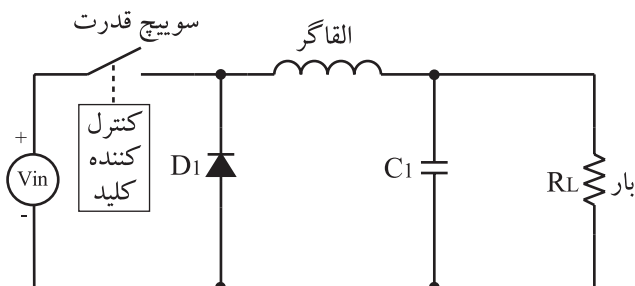 سوییچ قدرت
القاگر
کنترل
کننده
کلید
+
Vin
-
D1
C1
RL
بار